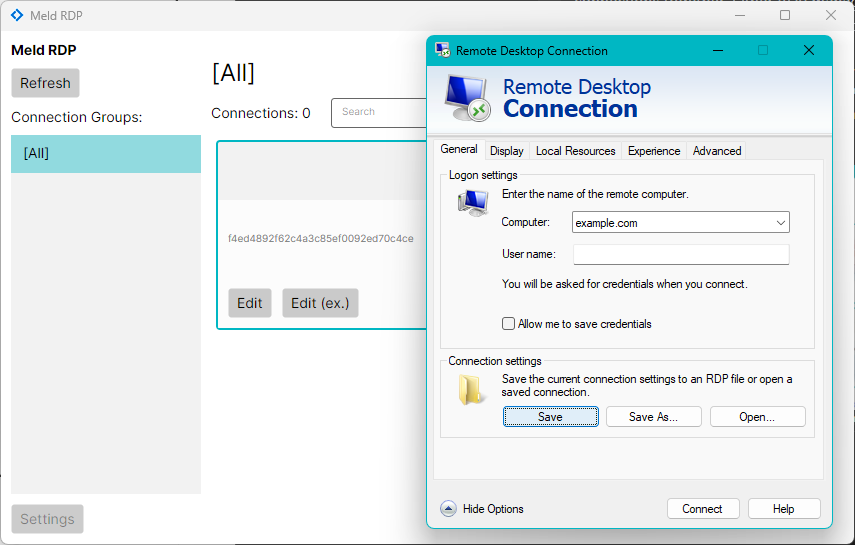 Meld RDP
Meld RDP
Refresh
Connection Groups:
[All]
Settings
[All]
Connections: 0
Search
f4ed4892f62c4a3c85ef0092ed70c4ce
Edit
Edit (ex.)
Remote Desktop Connection
Remote Desktop
Connection
General
Display
Local Resources
Experience
Advanced
Logon settings
Enter the name of the remote computer.
Computer:
example.com
User name:
You will be asked for credentials when you connect.
Allow me to save credentials
Connection settings
Save the current connection settings to an RDP file or open a
saved connection.
Save
Save As...
Open...
Hide Options
Connect
Help